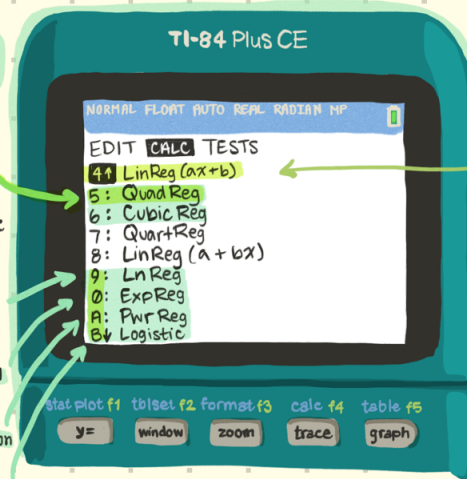 TI-84 Plus CE
NORMAL FLOAT AUTO REAL RADIAN MP
EDIT CALC TESTS
4↑ LinReg (ax+b)
5: QuadReg
6: Cubic Reg
7: QuartReg
8: LinReg (a + bx)
9: LnReg
0: ExpReg
A: PwrReg
B↓ Logistic
stat plot f1 tblset f2 format f3 calc f4 table f5
y= window zoom trace graph